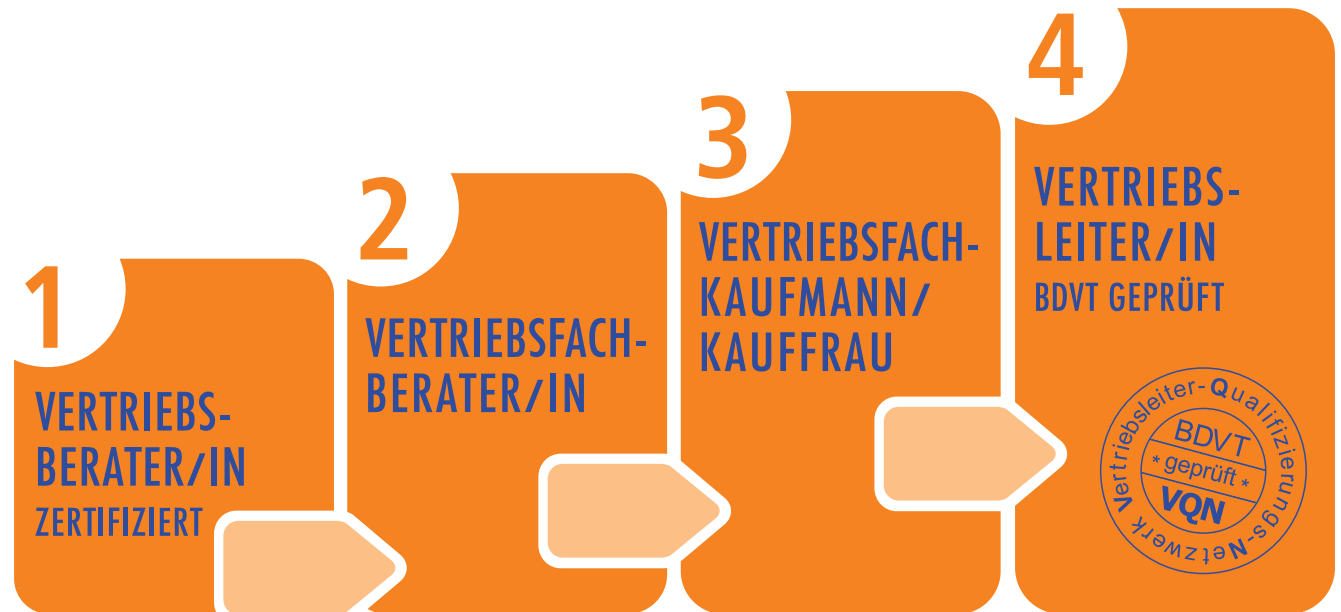 1
VERTRIEBS-
BERATER/IN
ZERTIFIZIERT
2
VERTRIEBSFACH-
BERATER/IN
3
VERTRIEBSFACH-
KAUFMANN/
KAUFFRAU
4
VERTRIEBS-
LEITER/IN
BDVT GEPRÜFT
Vertriebsleiter-Qualifizierungs-Netzwerk
BDVT
* geprüft *
VQN